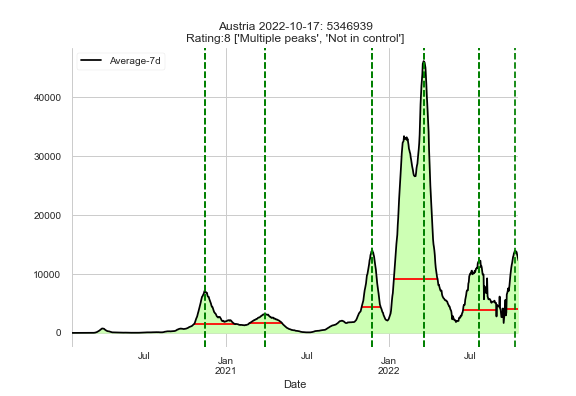 Austria 2022-10-17: 5346939
Rating:8 ['Multiple peaks', 'Not in control']
Average-7d
40000
30000
20000
10000
0
Jul
Jan
2021
Jul
Jan
2022
Jul
Date